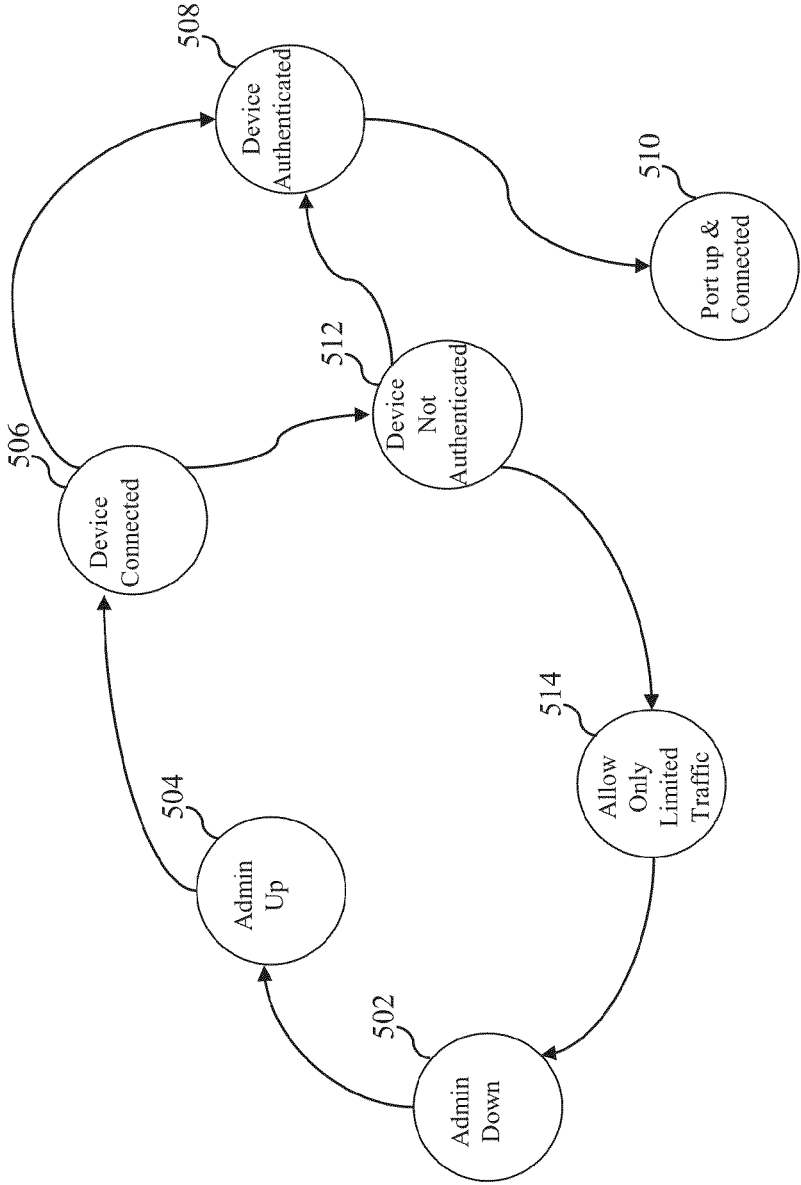 502
Admin
Down
504
Admin
Up
506
Device
Connected
508
Device
Authenticated
510
Port up &
Connected
512
Device
Not
Authenticated
514
Allow
Only
Limited
Traffic